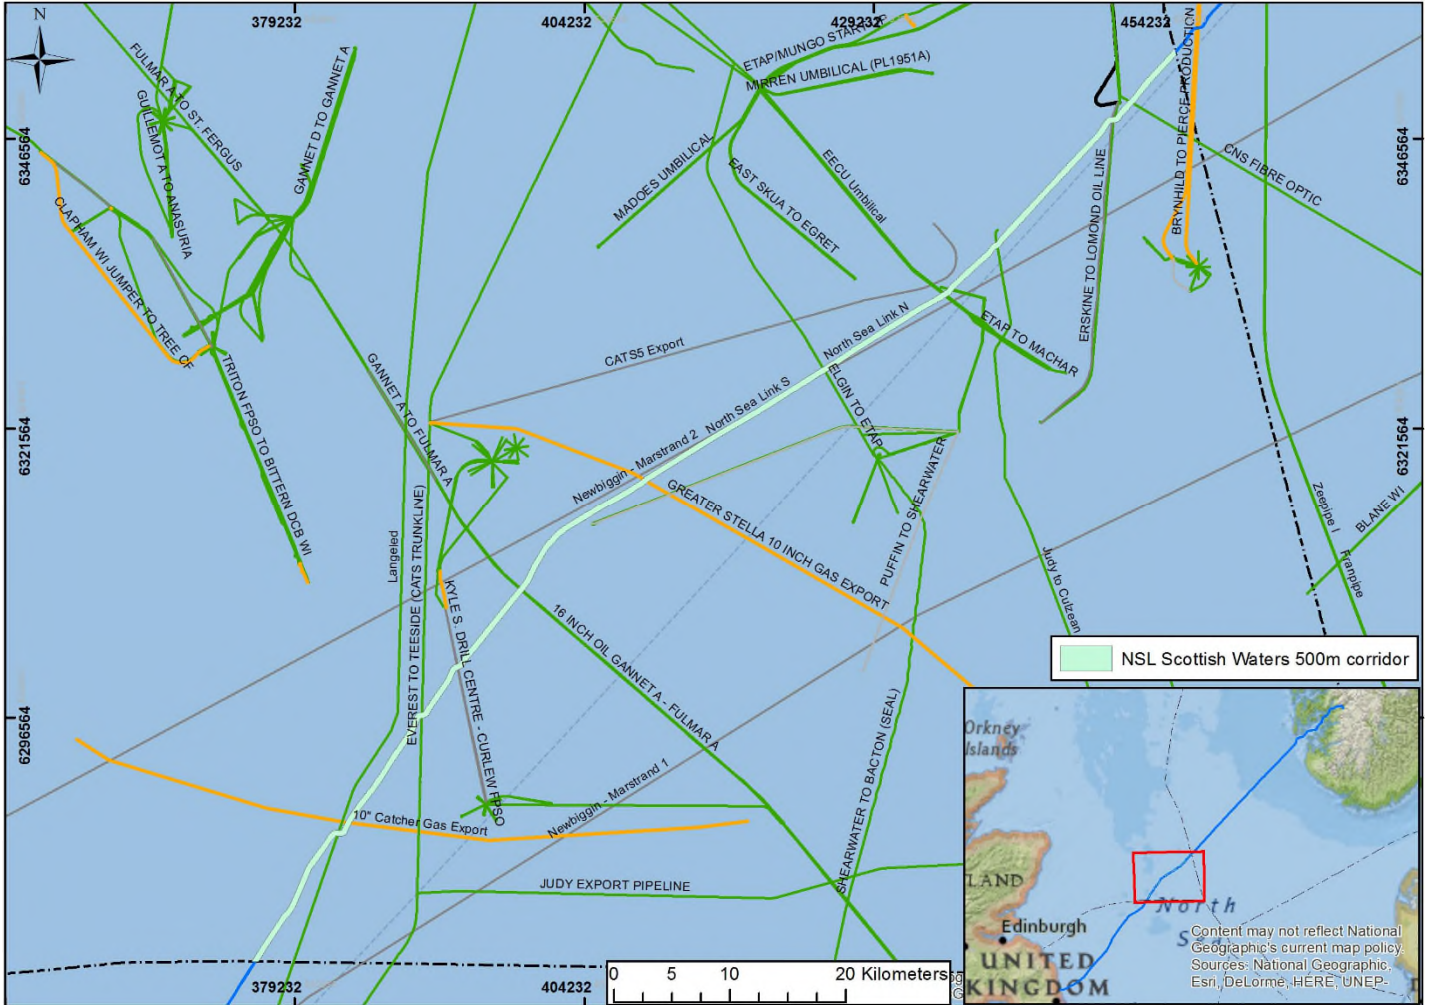 379232
404232
429232
454232
N
FULMAR A TO ST. FERGUS
GUILLEMOT A TO ANASURIA
GANNET D TO GANNET A
ETAP/MUNGO START
MIRREN UMBILICAL (PL1951A)
BRYNHILD TO PIERCE PRODUCTION
6346564
6346564
CNS FIBRE OPTIC
MADOES UMBILICAL
EAST SKUA TO EGRET
EECU Umbilical
ERSKINE TO LOMOND OIL LINE
CLAPHAM WI JUMPER TO TREE CF
TRITON FPSO TO BITTERN DCB WI
GANNET A TO FULMAR A
CATS5 Export
North Sea Link N
ETAP TO MACHAR
ELGIN TO ETAP
North Sea Link S
Newbiggin - Marstrand 2
6321564
6321564
PUFFIN TO SHEARWATER
GREATER STELLA 10 INCH GAS EXPORT
Zeepipe I
BLANE WI
Franpipe
Judy to Culzean
Langeled
EVEREST TO TEESIDE (CATS TRUNKLINE)
KYLE S. DRILL CENTRE - CURLEW FPSO
16 INCH OIL GANNET A - FULMAR A
NSL Scottish Waters 500m corridor
6296564
SHEARWATER TO BACTON (SEAL)
Newbiggin - Marstrand 1
10" Catcher Gas Export
JUDY EXPORT PIPELINE
0 5 10 20 Kilometers
379232
404232
Orkney
Islands
Edinburgh
UNITED
KINGDOM
North
Content may not reflect National
Geographic's current map policy.
Sources: National Geographic,
Esri, DeLorme, HERE, UNEP-